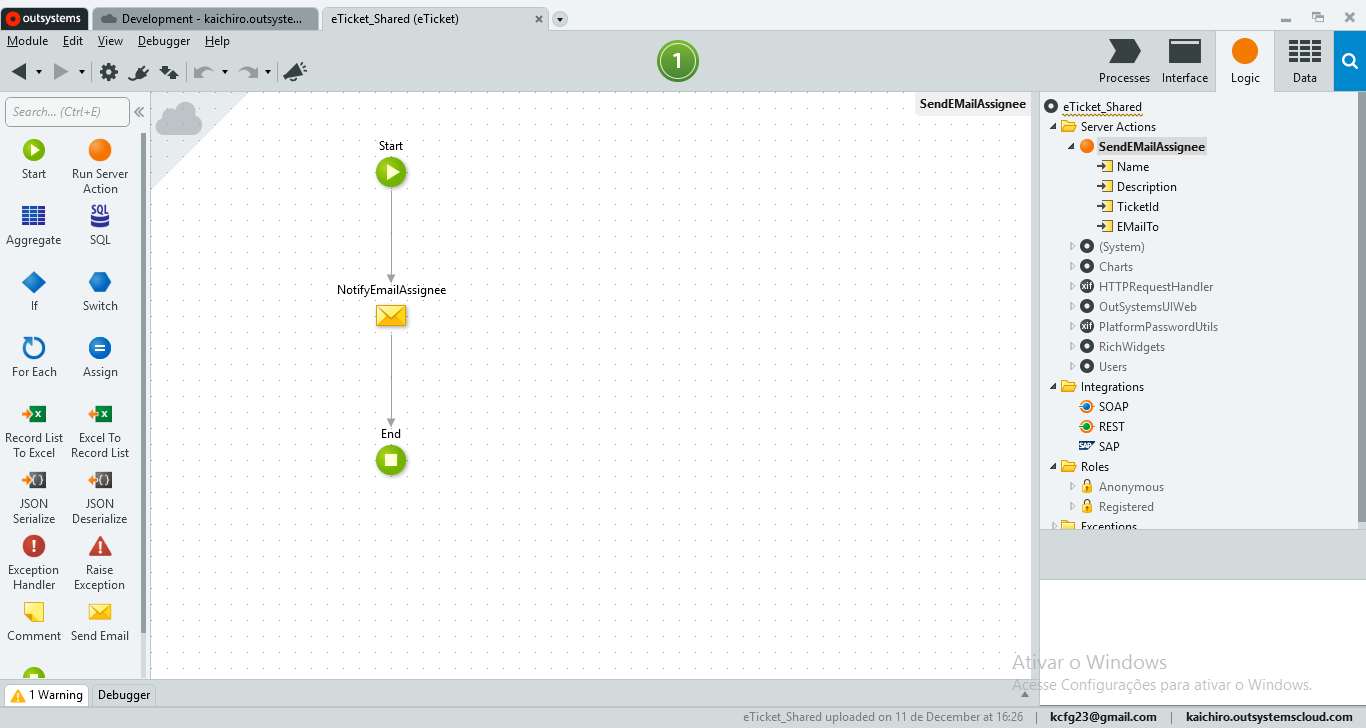 outsystems
Development - kaichiro.outsyste...
eTicket_Shared (eTicket)
Module Edit View Debugger Help
1
Processes Interface Logic Data
Search... (Ctrl+E)
Start
Run Server
Action
Aggregate
SQL
SQL
If
Switch
For Each
Assign
Record List
To Excel
Excel To
Record List
JSON
Serialize
JSON
Deserialize
Exception
Handler
Raise
Exception
Comment
Send Email
SendEMailAssignee
Start
NotifyEmailAssignee
End
eTicket_Shared
Server Actions
SendEMailAssignee
Name
Description
TicketId
EMailTo
(System)
Charts
xif HTTPRequestHandler
OutSystemsUIWeb
xif PlatformPasswordUtils
RichWidgets
Users
Integrations
SOAP
REST
SAP SAP
Roles
Anonymous
Registered
Exceptions
Ativar o Windows
Acesse Configurações para ativar o Windows.
1 Warning Debugger
eTicket_Shared uploaded on 11 de December at 16:26 | kcfg23@gmail.com | kaichiro.outsystemscloud.com